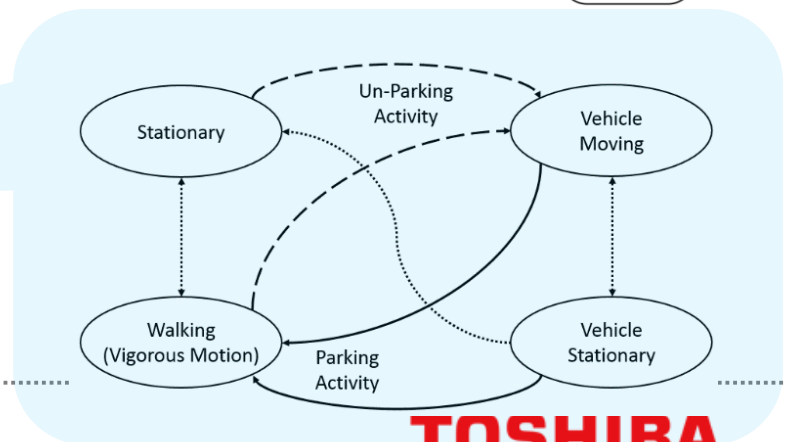 Un-Parking
Activity
Stationary
Vehicle
Moving
Walking
(Vigorous Motion)
Parking
Activity
Vehicle
Stationary
TOSHIBA